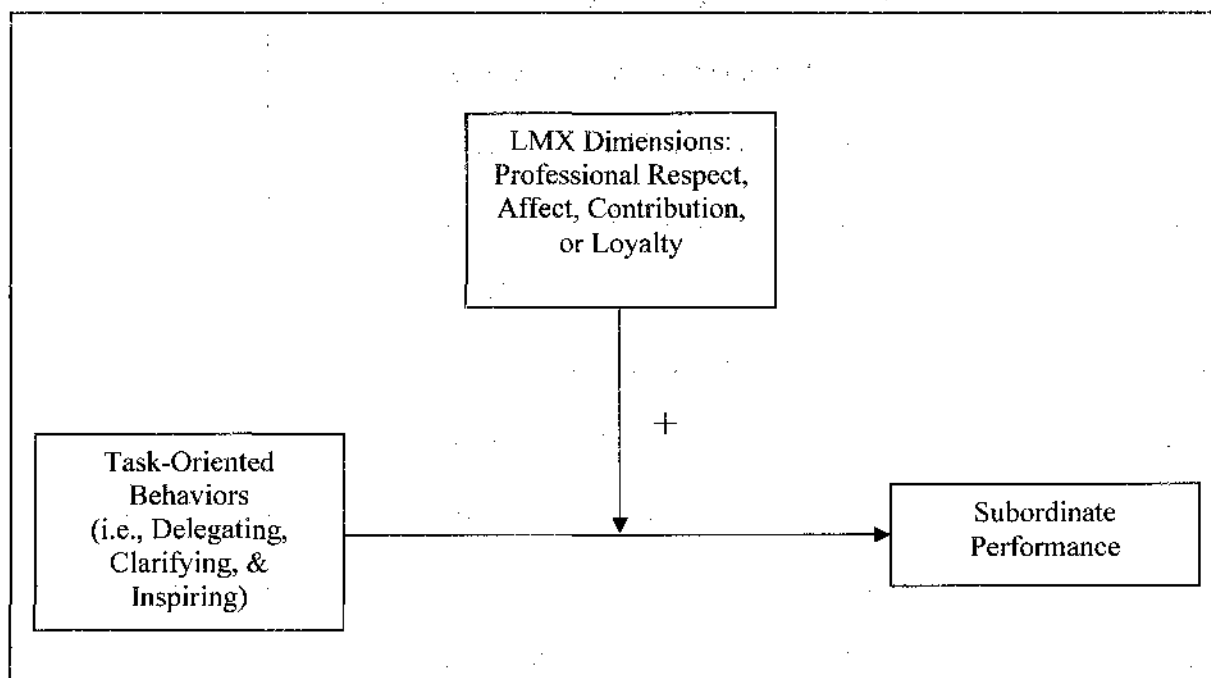 LMX Dimensions:
Professional Respect,
Affect, Contribution,
or Loyalty
+
Task-Oriented
Behaviors
(i.e., Delegating,
Clarifying, &
Inspiring)
Subordinate
Performance